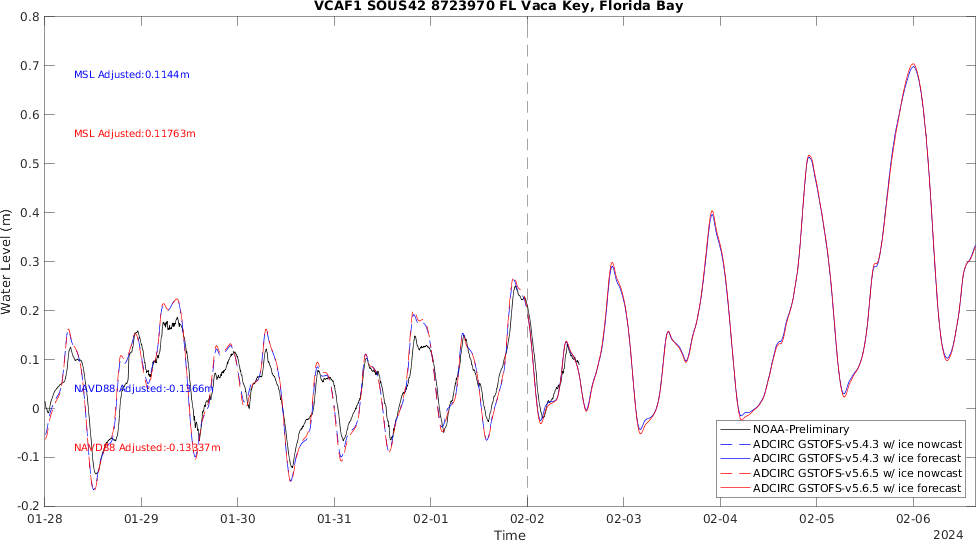 VCAF1 SOUS42 8723970 FL Vaca Key, Florida Bay
0.8
0.7
0.6
0.5
0.4
0.3
0.2
0.1
0
-0.1
-0.2
Water Level (m)
MSL Adjusted:0.1144m
MSL Adjusted:0.11763m
NAVD88 Adjusted:-0.1366m
NAVD88 Adjusted:-0.13337m
NOAA-Preliminary
ADCIRC GSTOFS-v5.4.3 w/ ice nowcast
ADCIRC GSTOFS-v5.4.3 w/ ice forecast
ADCIRC GSTOFS-v5.6.5 w/ ice nowcast
ADCIRC GSTOFS-v5.6.5 w/ ice forecast
01-28 01-29 01-30 01-31 02-01 02-02 02-03 02-04 02-05 02-06
Time
2024